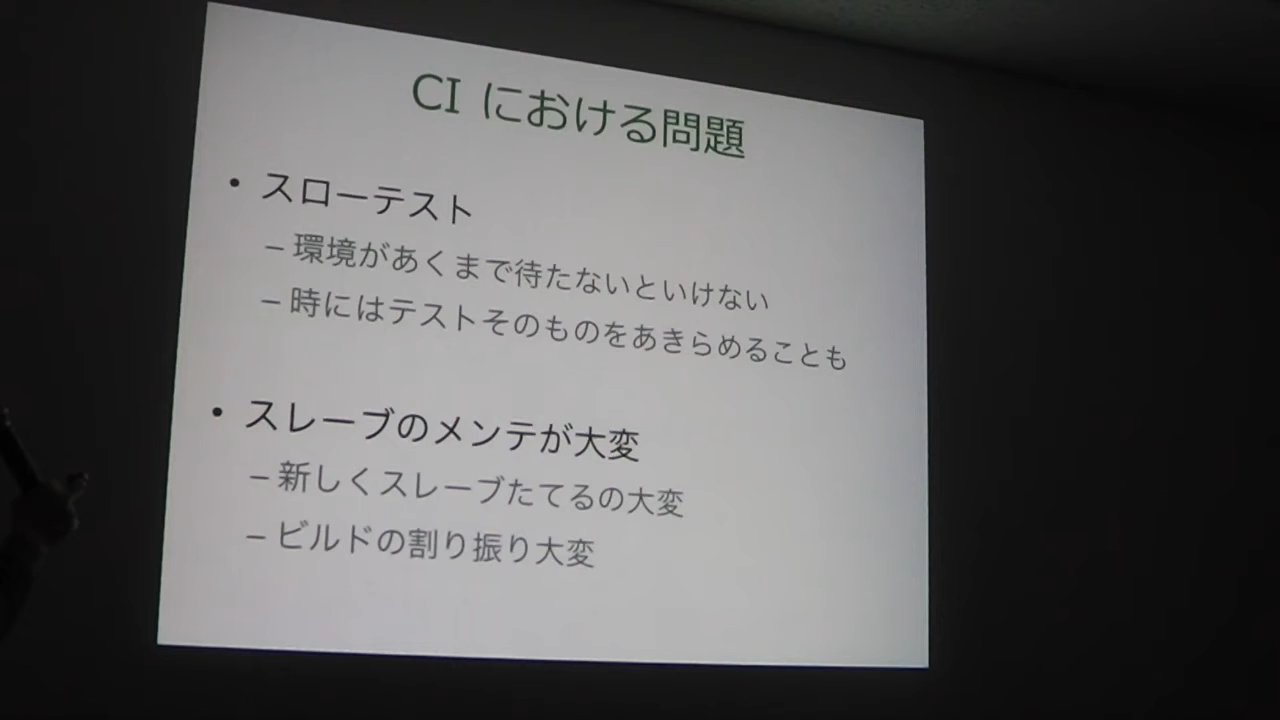 CI における問題
• スローテスト
– 環境があくまで待たないといけない
– 時にはテストそのものをあきらめることも
• スレーブのメンテが大変
– 新しくスレーブたてるの大変
– ビルドの割り振り大変